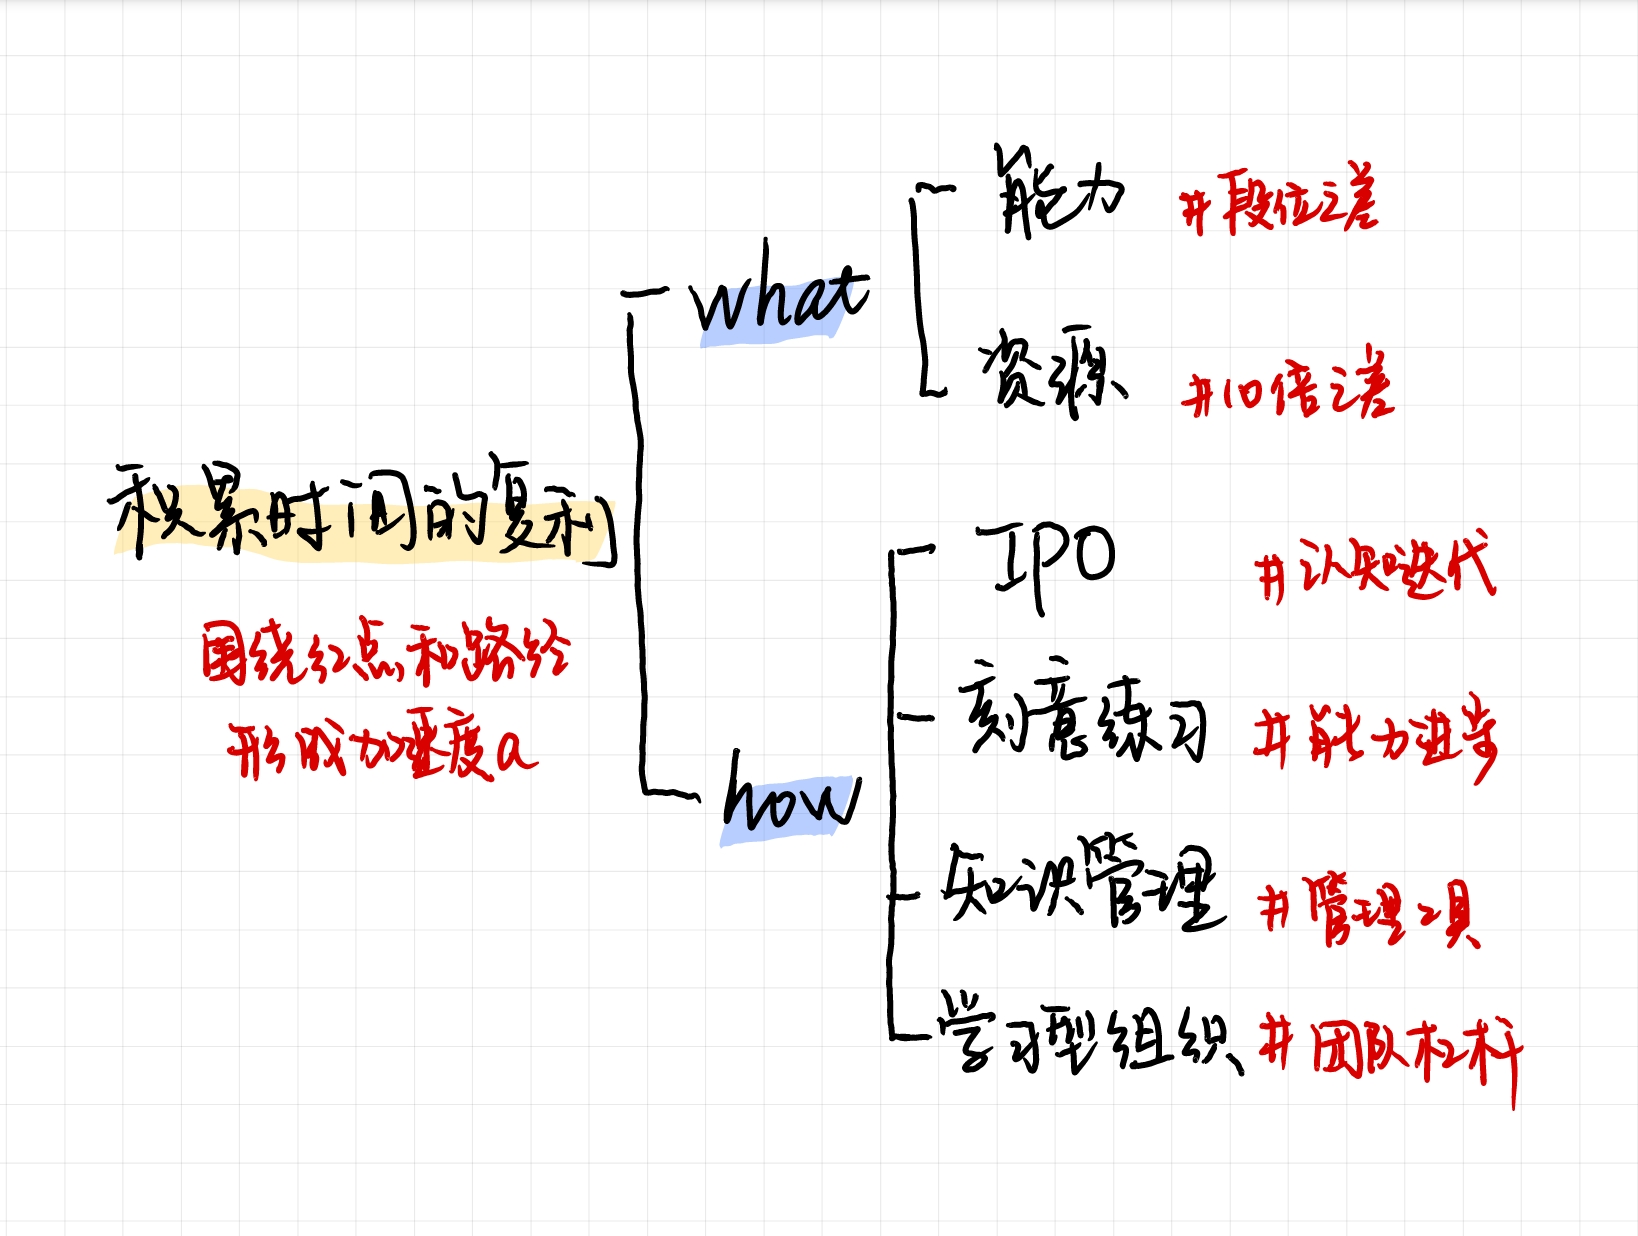 积累时间的复利
围绕红点和路径
形成加速度a
what
能力 #段位之差
资源 #10倍之差
how
IPO #认知迭代
刻意练习 #能力进步
知识管理 #管理工具
学习型组织 #团队杠杆